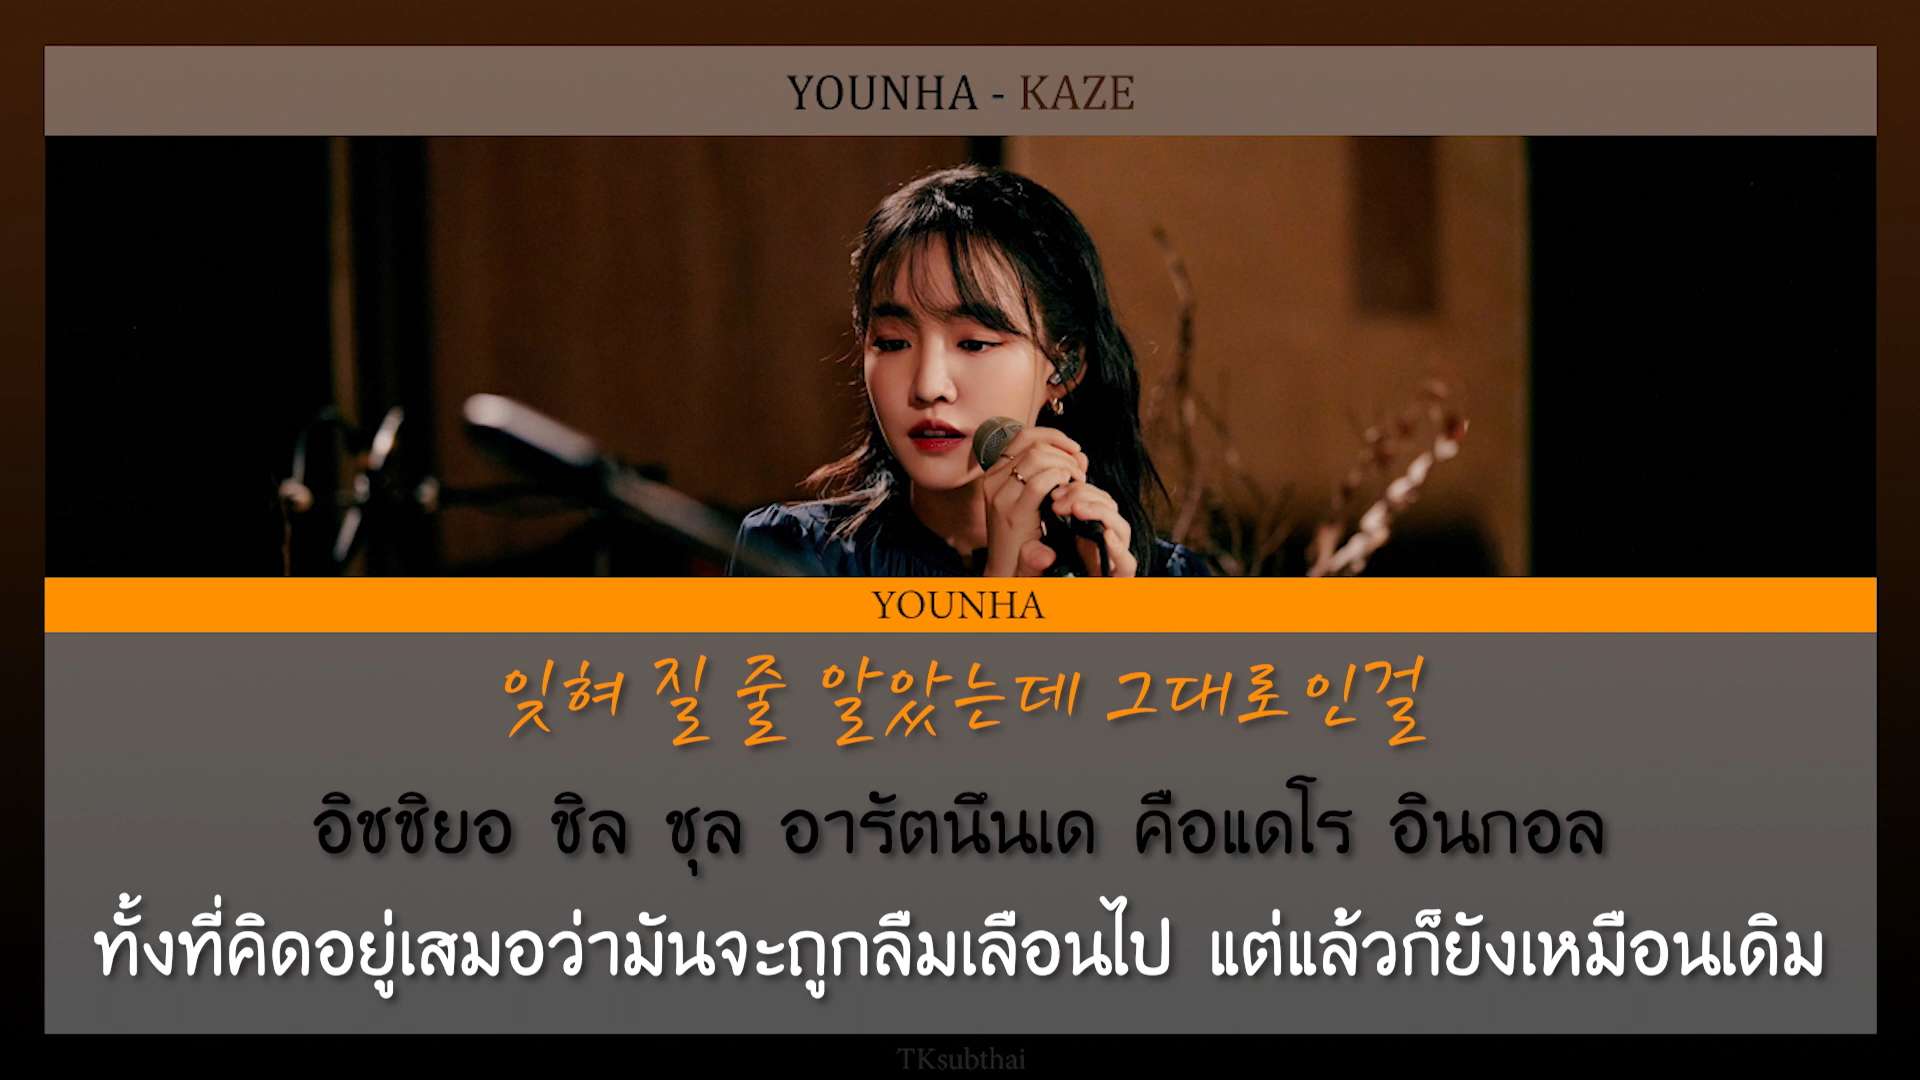 YOUNHA - KAZE
YOUNHA
잊혀 질 줄 알았는데 그대로인걸
อิชชิยอ ชิล ชุล อารัตนึนเด คือแดโร อินกอล
ทั้งที่คิดอยู่เสมอว่ามันจะถูกลืมเลือนไป แต่แล้วก็ยังเหมือนเดิม
TKsubthai